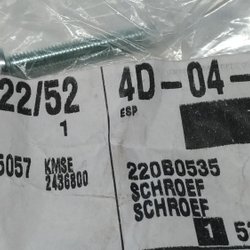 22/52
4D-04-
1
ESP
5057
KMSE
2436800
220B0535
SCHROEF
SCHROEF
1 5